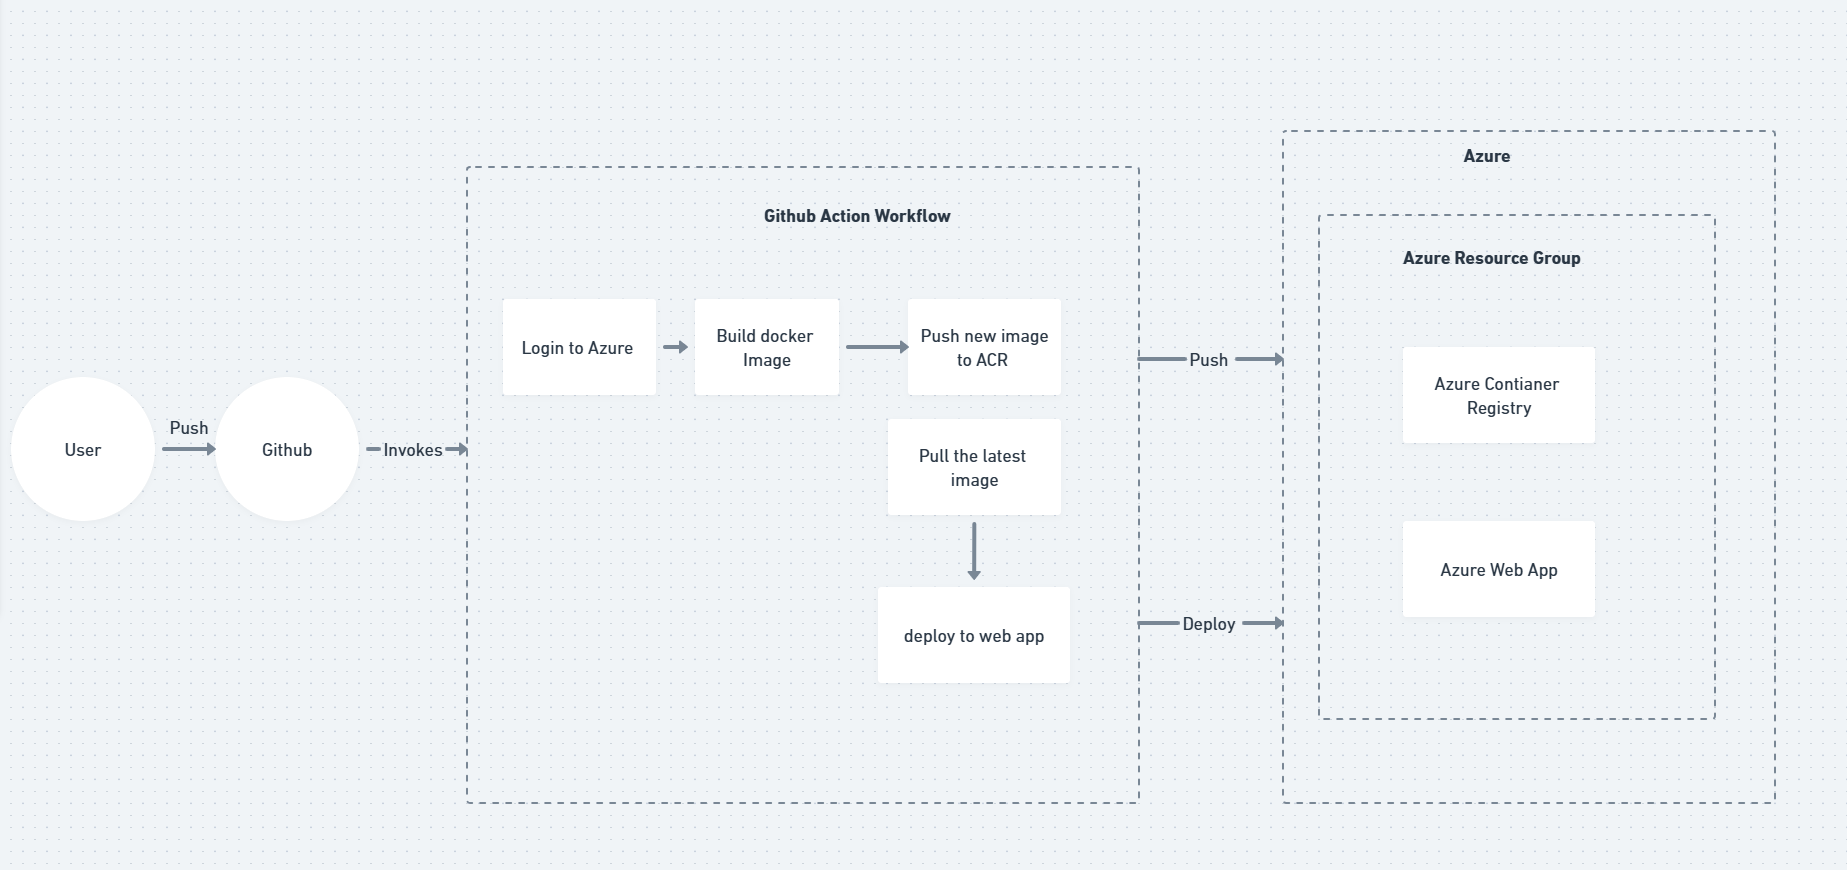 Azure
Github Action Workflow
Azure Resource Group
Login to Azure
Build docker
Image
Push new image
to ACR
Push
Azure Contianer
Registry
User
Push
Github
Invokes
Pull the latest
image
Azure Web App
deploy to web app
Deploy